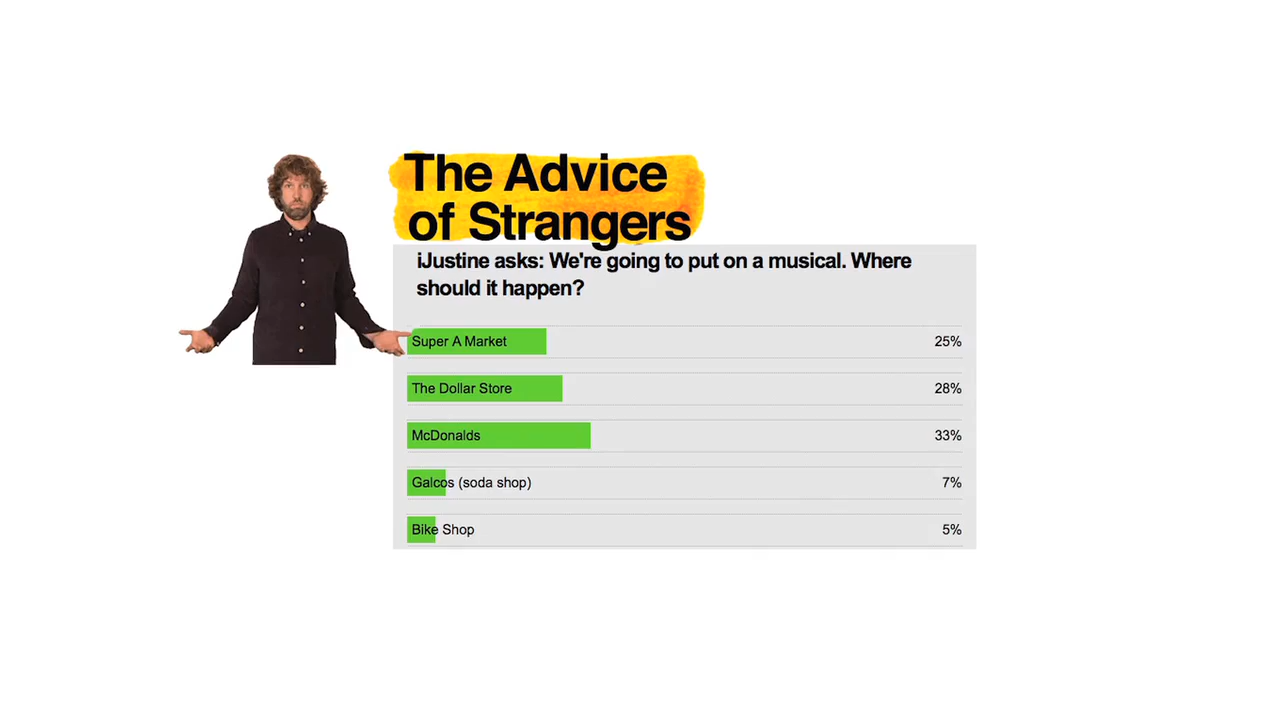 The Advice
of Strangers
iJustine asks: We're going to put on a musical. Where
should it happen?
Super A Market 25%
The Dollar Store 28%
McDonalds 33%
Galcos (soda shop) 7%
Bike Shop 5%